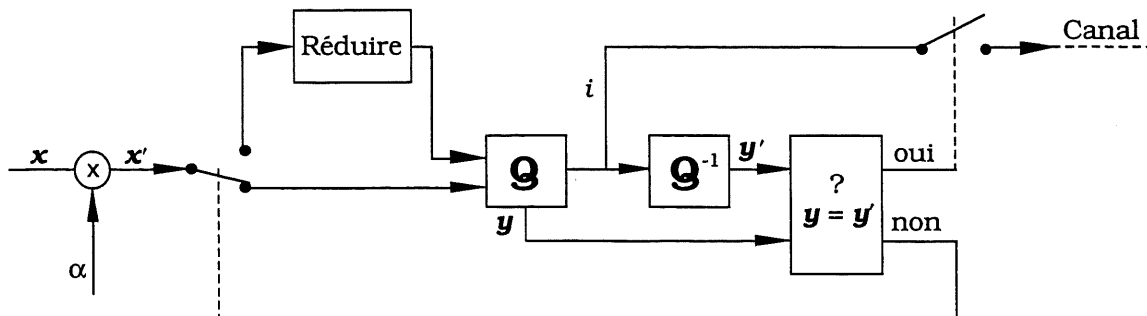 Réduire
Canal
i
x
x
x'
Q
Q-1
y'
oui
?
y = y'
non
y
α